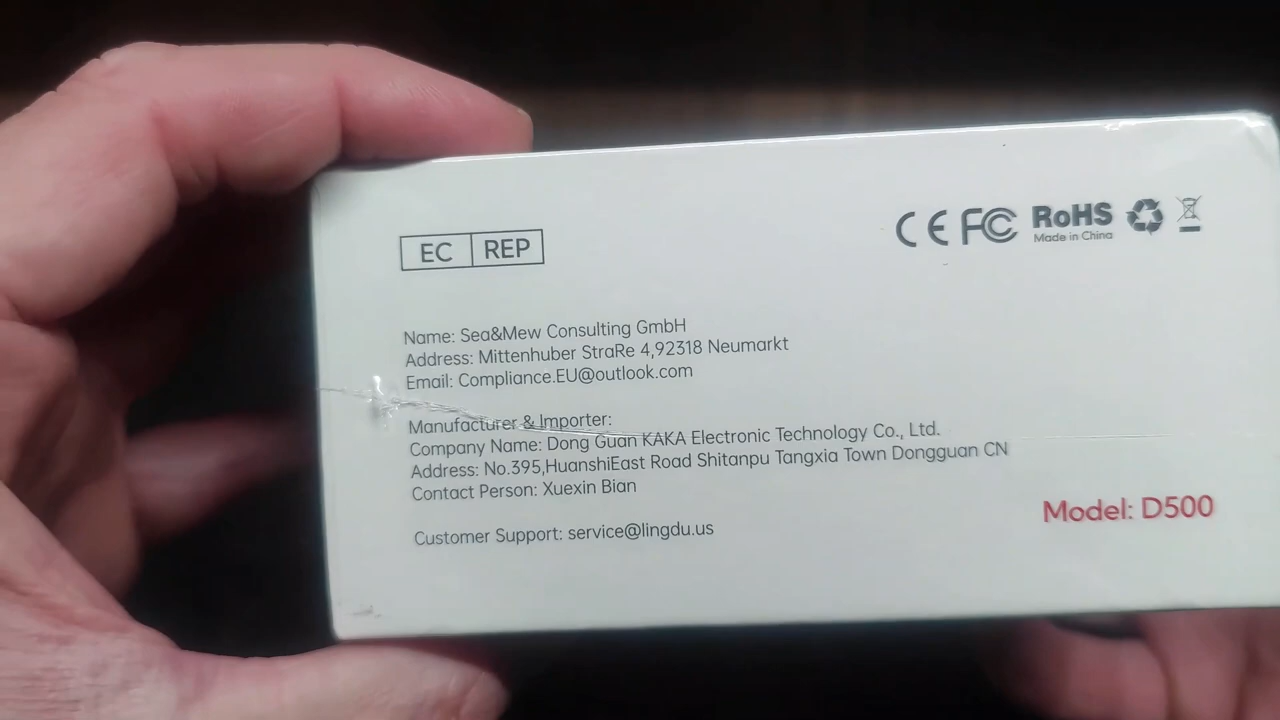 EC REP
CE FC RoHS
Made in China
Name: Sea&Mew Consulting GmbH
Address: Mittenhuber StraRe 4,92318 Neumarkt
Email: Compliance.EU@outlook.com
Manufacturer & Importer:
Company Name: Dong Guan KAKA Electronic Technology Co., Ltd.
Address: No.395,HuanshiEast Road Shitanpu Tangxia Town Dongguan CN
Contact Person: Xuexin Bian
Model: D500
Customer Support: service@lingdu.us